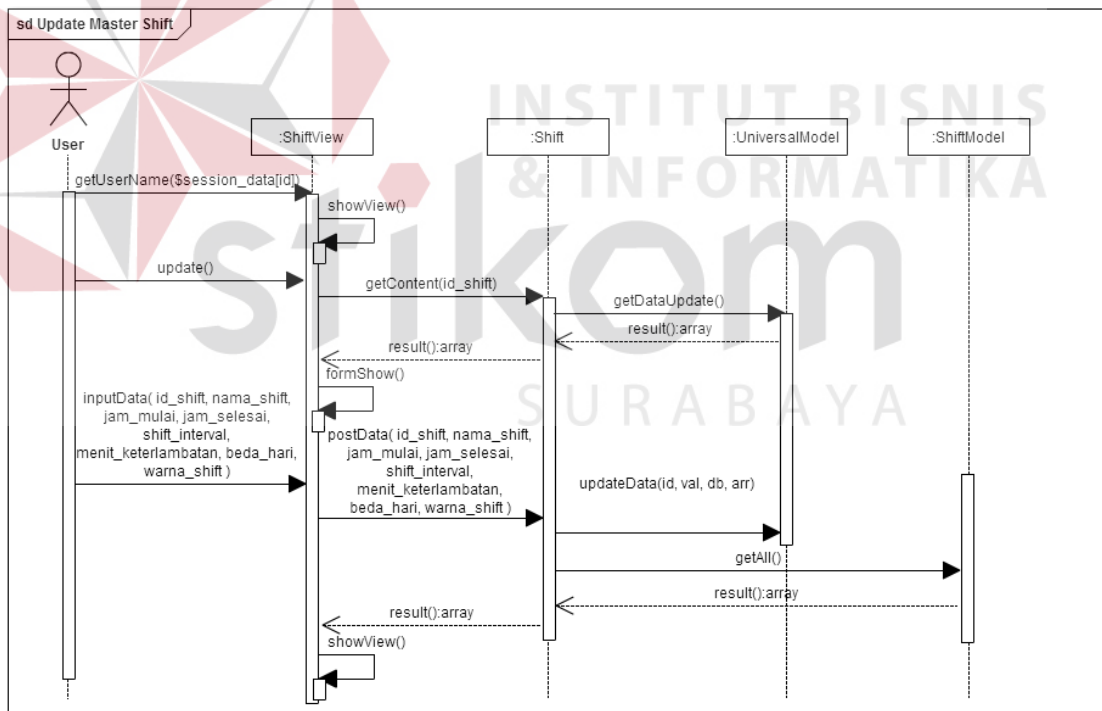 sd Update Master Shift
INSTITUT BISNIS
& INFORMATIKA
stikom
SURABAYA
User
:ShiftView
:Shift
:UniversalModel
:ShiftModel
getUserName($session_data[id])
showView()
update()
getContent(id_shift)
getDataUpdate()
result():array
result():array
formShow()
inputData( id_shift, nama_shift,
jam_mulai, jam_selesai,
shift_interval,
menit_keterlambatan, beda_hari,
warna_shift )
postData( id_shift, nama_shift,
jam_mulai, jam_selesai,
shift_interval,
menit_keterlambatan,
beda_hari, warna_shift )
updateData(id, val, db, arr)
getAll()
result():array
result():array
showView()